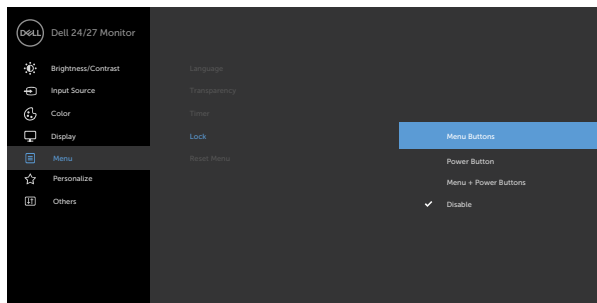 DELL
Dell 24/27 Monitor
Brightness/Contrast
Input Source
Color
Display
Menu
Personalize
Others
Language
Transparency
Timer
Lock
Reset Menu
Menu Buttons
Power Button
Menu + Power Buttons
Disable